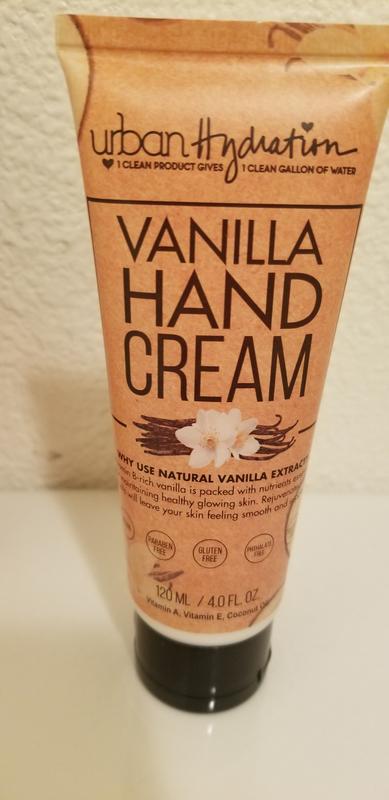 urban Hydration
1 CLEAN PRODUCT GIVES 1 CLEAN GALLON OF WATER
VANILLA
HAND
CREAM
WHY USE NATURAL VANILLA EXTRACT
B-rich vanilla is packed with nutrients
maintaining healthy glowing skin.
will leave your skin feeling smooth and
PARABEN FREE
GLUTEN FREE
PHTHALATE FREE
120 ML / 4.0 FL. OZ.
Vitamin A, Vitamin E, Coconut